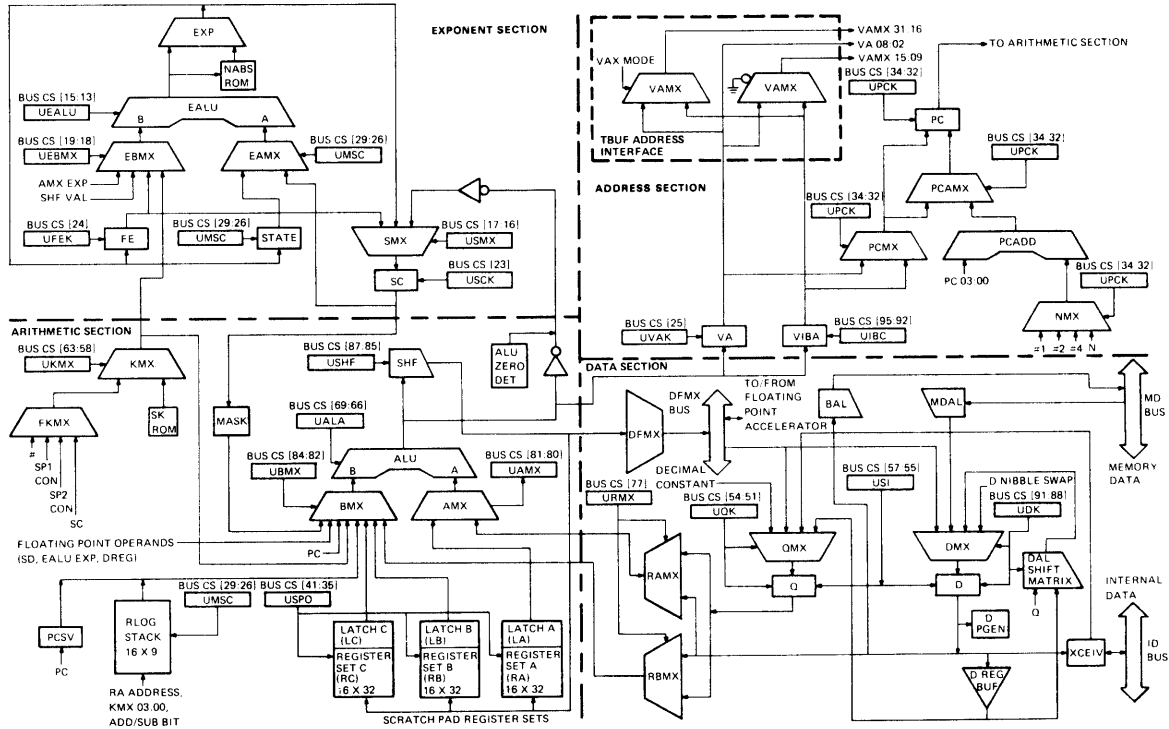 EXPONENT SECTION
EXP
NABS
ROM
BUS CS [15:13]
UEALU
EALU
B
A
BUS CS [19:18]
UEBMX
EBMX
EAMX
BUS CS [29:26]
UMSC
AMX EXP
SHF VAL
BUS CS [24]
UFEK
FE
BUS CS [29:26]
UMSC
STATE
SMX
BUS CS [17:16]
USMX
SC
BUS CS [23]
USCK
VAX MODE
VAMX
VAMX
TBUF ADDRESS
INTERFACE
VAMX 31:16
VA 08:02
VAMX 15:09
TO ARITHMETIC SECTION
BUS CS [34:32]
UPCK
PC
BUS CS [34:32]
UPCK
PCAMX
ADDRESS SECTION
BUS CS [34:32]
UPCK
PCMX
PCADD
PC 03:00
BUS CS [34:32]
UPCK
NMX
#1 #2 #4 N
BUS CS [25]
UVAK
VA
VIBA
BUS CS [95:92]
UIBC
ARITHMETIC SECTION
BUS CS [63:58]
UKMX
KMX
FKMX
SK
ROM
#
SP1
CON
SP2
CON
SC
MASK
BUS CS [87:85]
USHF
SHF
ALU
ZERO
DET
BUS CS [69:66]
UALA
ALU
B
A
BUS CS [84:82]
UBMX
BMX
AMX
BUS CS [81:80]
UAMX
FLOATING POINT OPERANDS
(SD, EALU EXP, DREG)
PC
PCSV
PC
RLOG
STACK
16 X 9
BUS CS [29:26]
UMSC
RA ADDRESS,
KMX 03.00,
ADD/SUB BIT
BUS CS [41:35]
USPO
LATCH C
(LC)
REGISTER
SET C
(RC)
16 X 32
LATCH B
(LB)
REGISTER
SET B
(RB)
16 X 32
LATCH A
(LA)
REGISTER
SET A
(RA)
16 X 32
SCRATCH PAD REGISTER SETS
DATA SECTION
DFMX
DFMX
BUS
TO/FROM
FLOATING
POINT
ACCELERATOR
DECIMAL
CONSTANT
BAL
MDAL
MD
BUS
MEMORY
DATA
BUS CS [77]
URMX
BUS CS [54:51]
UQK
BUS CS [57:55]
USI
D NIBBLE SWAP
BUS CS [91:88]
UDK
RAMX
QMX
Q
DMX
D
DAL
SHIFT
MATRIX
Q
D
PGEN
RBMX
D REG
BUF
XCEIV
INTERNAL
DATA
ID
BUS